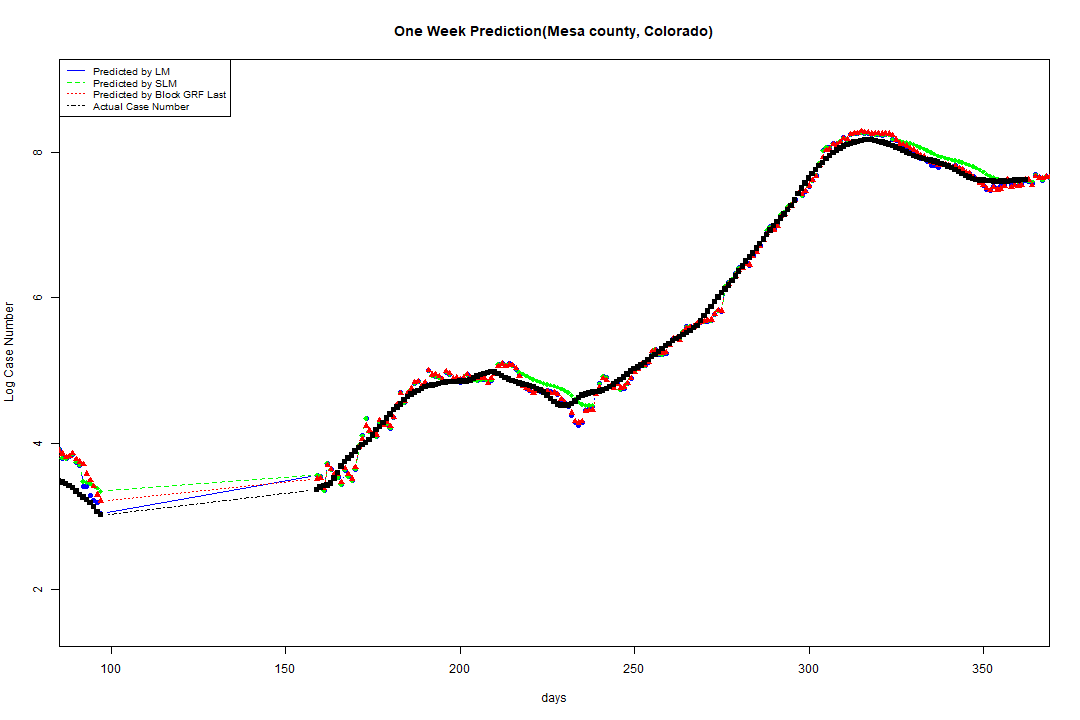 One Week Prediction(Mesa county, Colorado)
Predicted by LM
Predicted by SLM
Predicted by Block GRF Last
Actual Case Number
8
6
4
2
Log Case Number
100 150 200 250 300 350
days